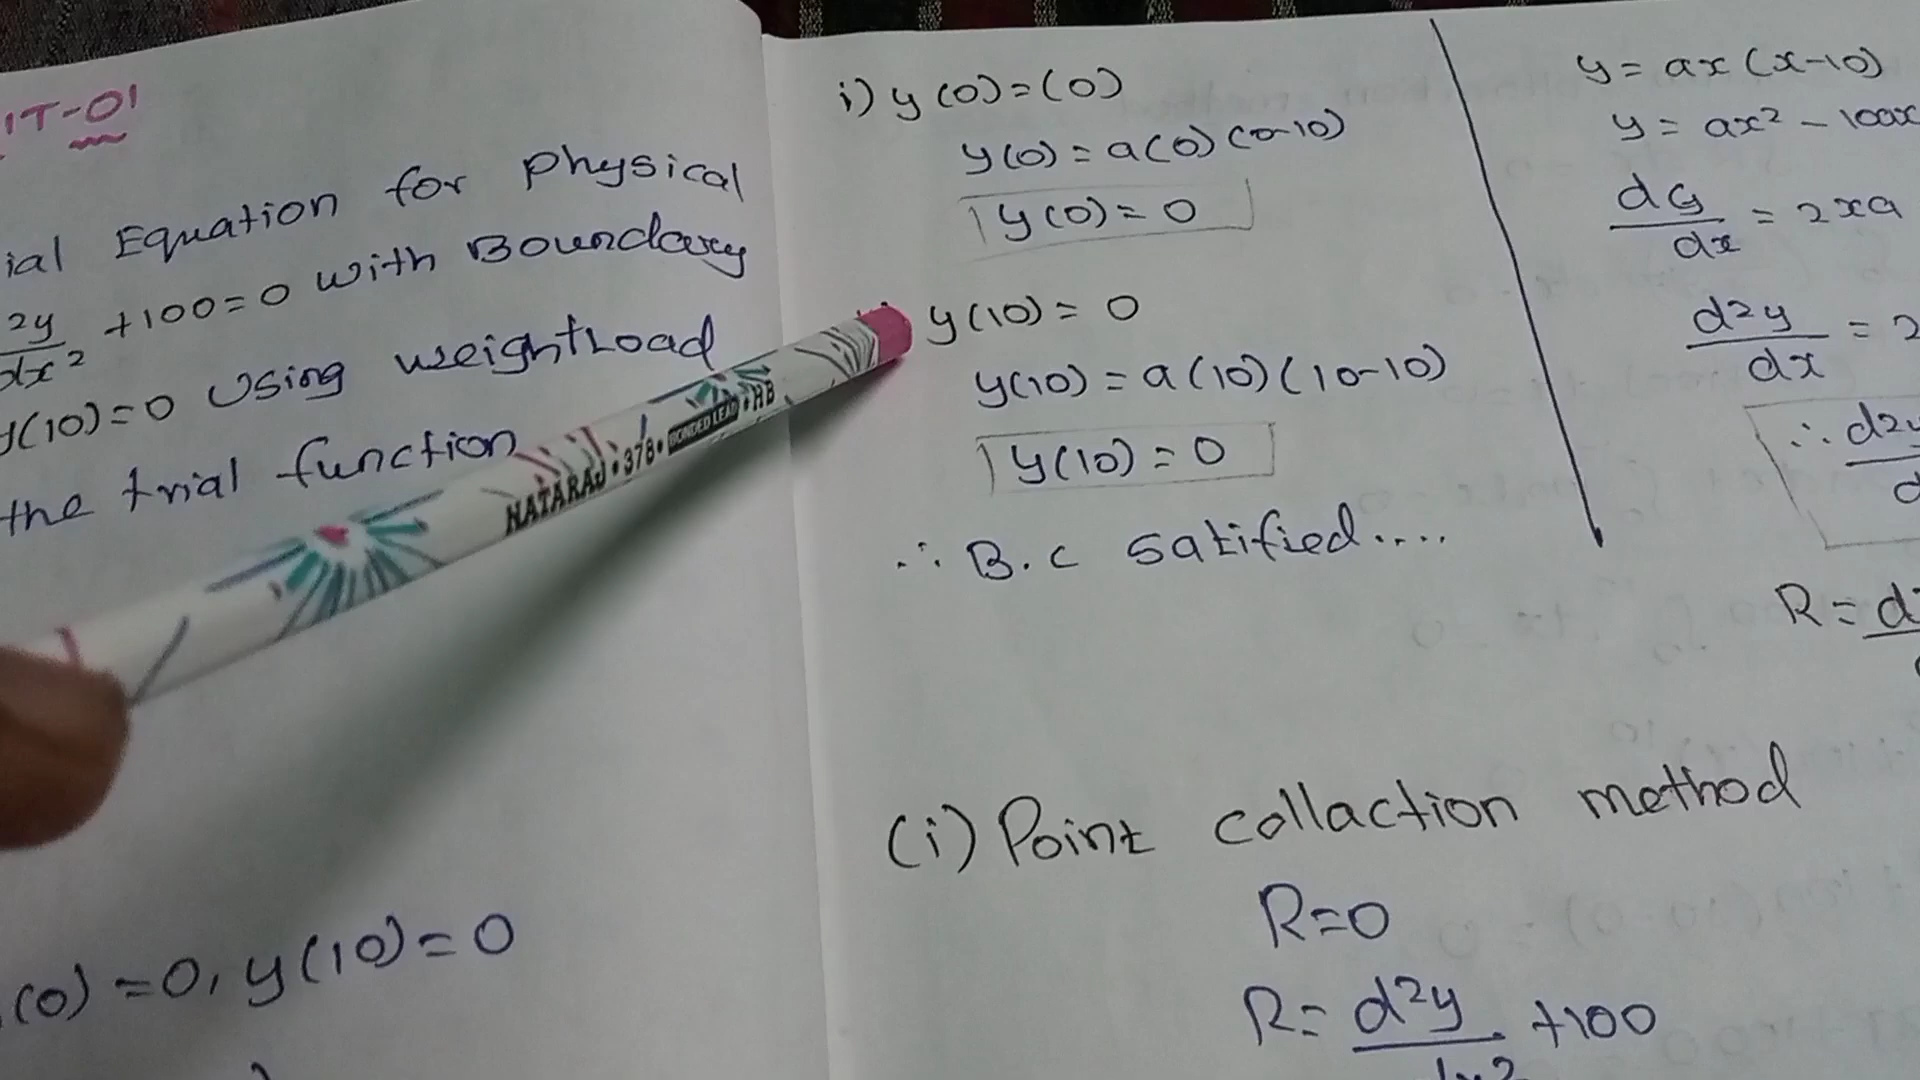 IT-01
ial Equation for physical
2y/dx2 +100=0 with Boundary
y(10)=0 using weightLoad
the trial function
(0)=0, y(10)=0
NATARAJ • 378 • BONDED LEAD • HB
i) y(0)=(0)
y(0)=a(0)(0-10)
y(0)=0
y(10)=0
y(10)=a(10)(10-10)
y(10)=0
∴ B.c satified....
y=ax(x-10)
y=ax²-10ax
dy/dx=2xa
d2y/dx=2
∴ d2y
R=d
(i) Point collaction method
R=0
R=d²y/dx2+100